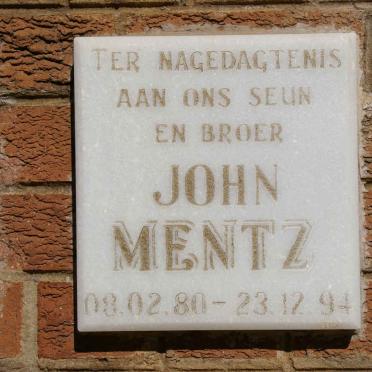 TER NAGEDAGTENIS
AAN ONS SEUN
EN BROER
JOHN
MENTZ
08.02.80 - 23.12.94